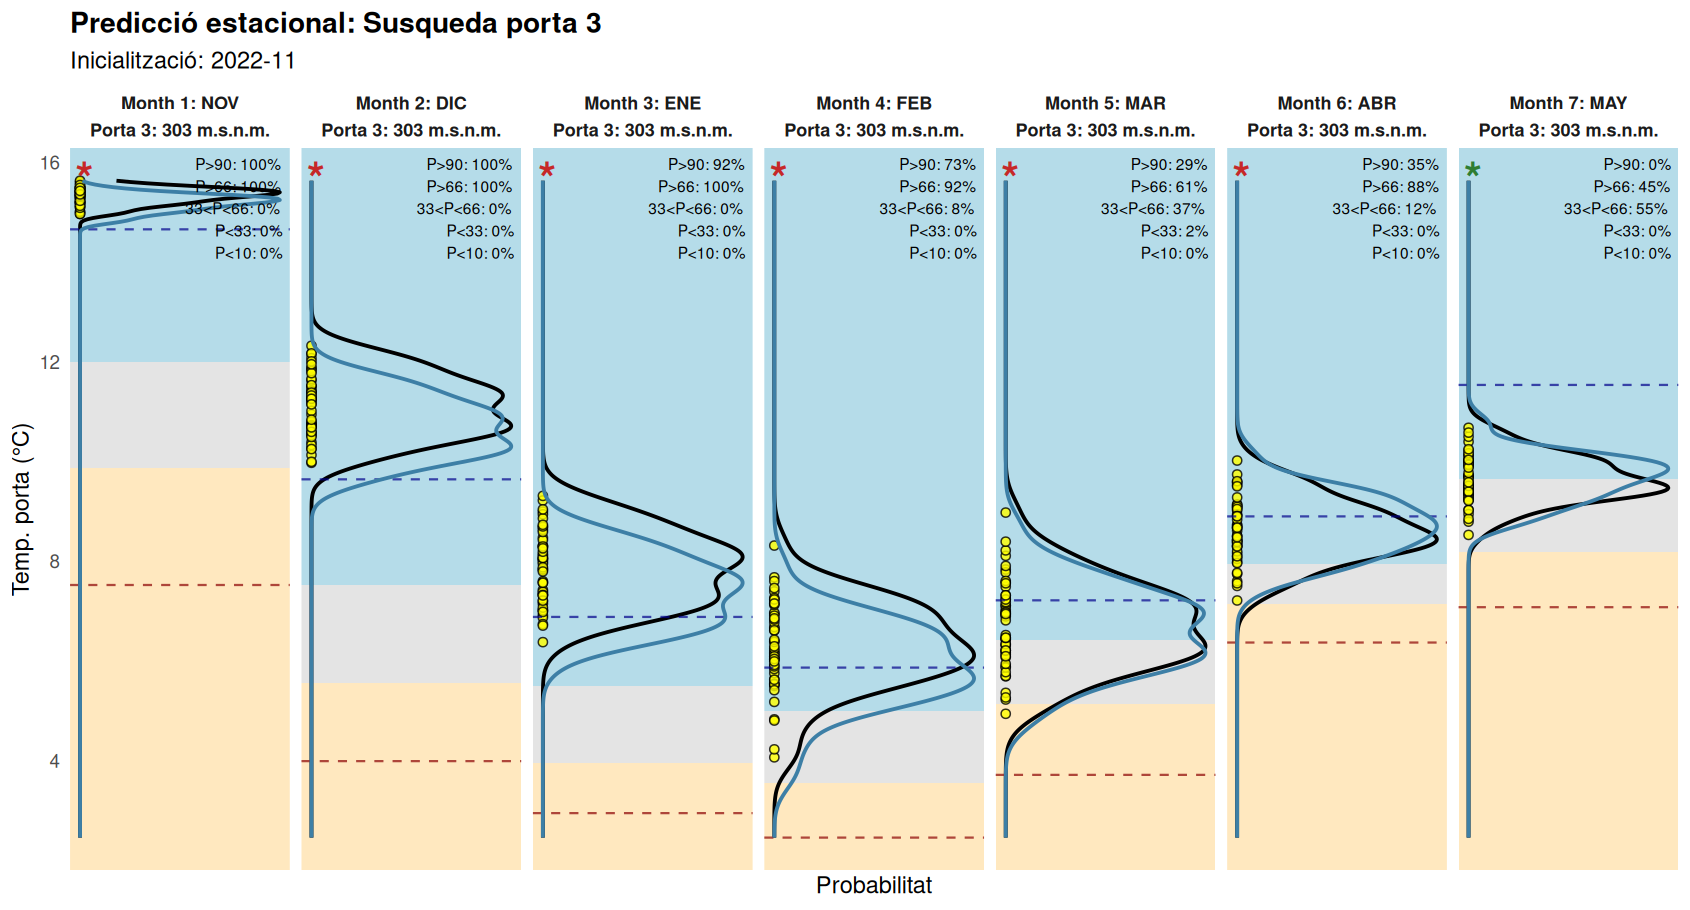 Predicció estacional: Susqueda porta 3
Inicialització: 2022-11
Month 1: NOV
Porta 3: 303 m.s.n.m.
Month 2: DIC
Porta 3: 303 m.s.n.m.
Month 3: ENE
Porta 3: 303 m.s.n.m.
Month 4: FEB
Porta 3: 303 m.s.n.m.
Month 5: MAR
Porta 3: 303 m.s.n.m.
Month 6: ABR
Porta 3: 303 m.s.n.m.
Month 7: MAY
Porta 3: 303 m.s.n.m.
Temp. porta (°C)
16
12
8
4
*
P>90: 100%
P>66: 100%
33<P<66: 0%
P<33: 0%
P<10: 0%
*
P>90: 100%
P>66: 100%
33<P<66: 0%
P<33: 0%
P<10: 0%
*
P>90: 92%
P>66: 100%
33<P<66: 0%
P<33: 0%
P<10: 0%
*
P>90: 73%
P>66: 92%
33<P<66: 8%
P<33: 0%
P<10: 0%
*
P>90: 29%
P>66: 61%
33<P<66: 37%
P<33: 2%
P<10: 0%
*
P>90: 35%
P>66: 88%
33<P<66: 12%
P<33: 0%
P<10: 0%
*
P>90: 0%
P>66: 45%
33<P<66: 55%
P<33: 0%
P<10: 0%
Probabilitat